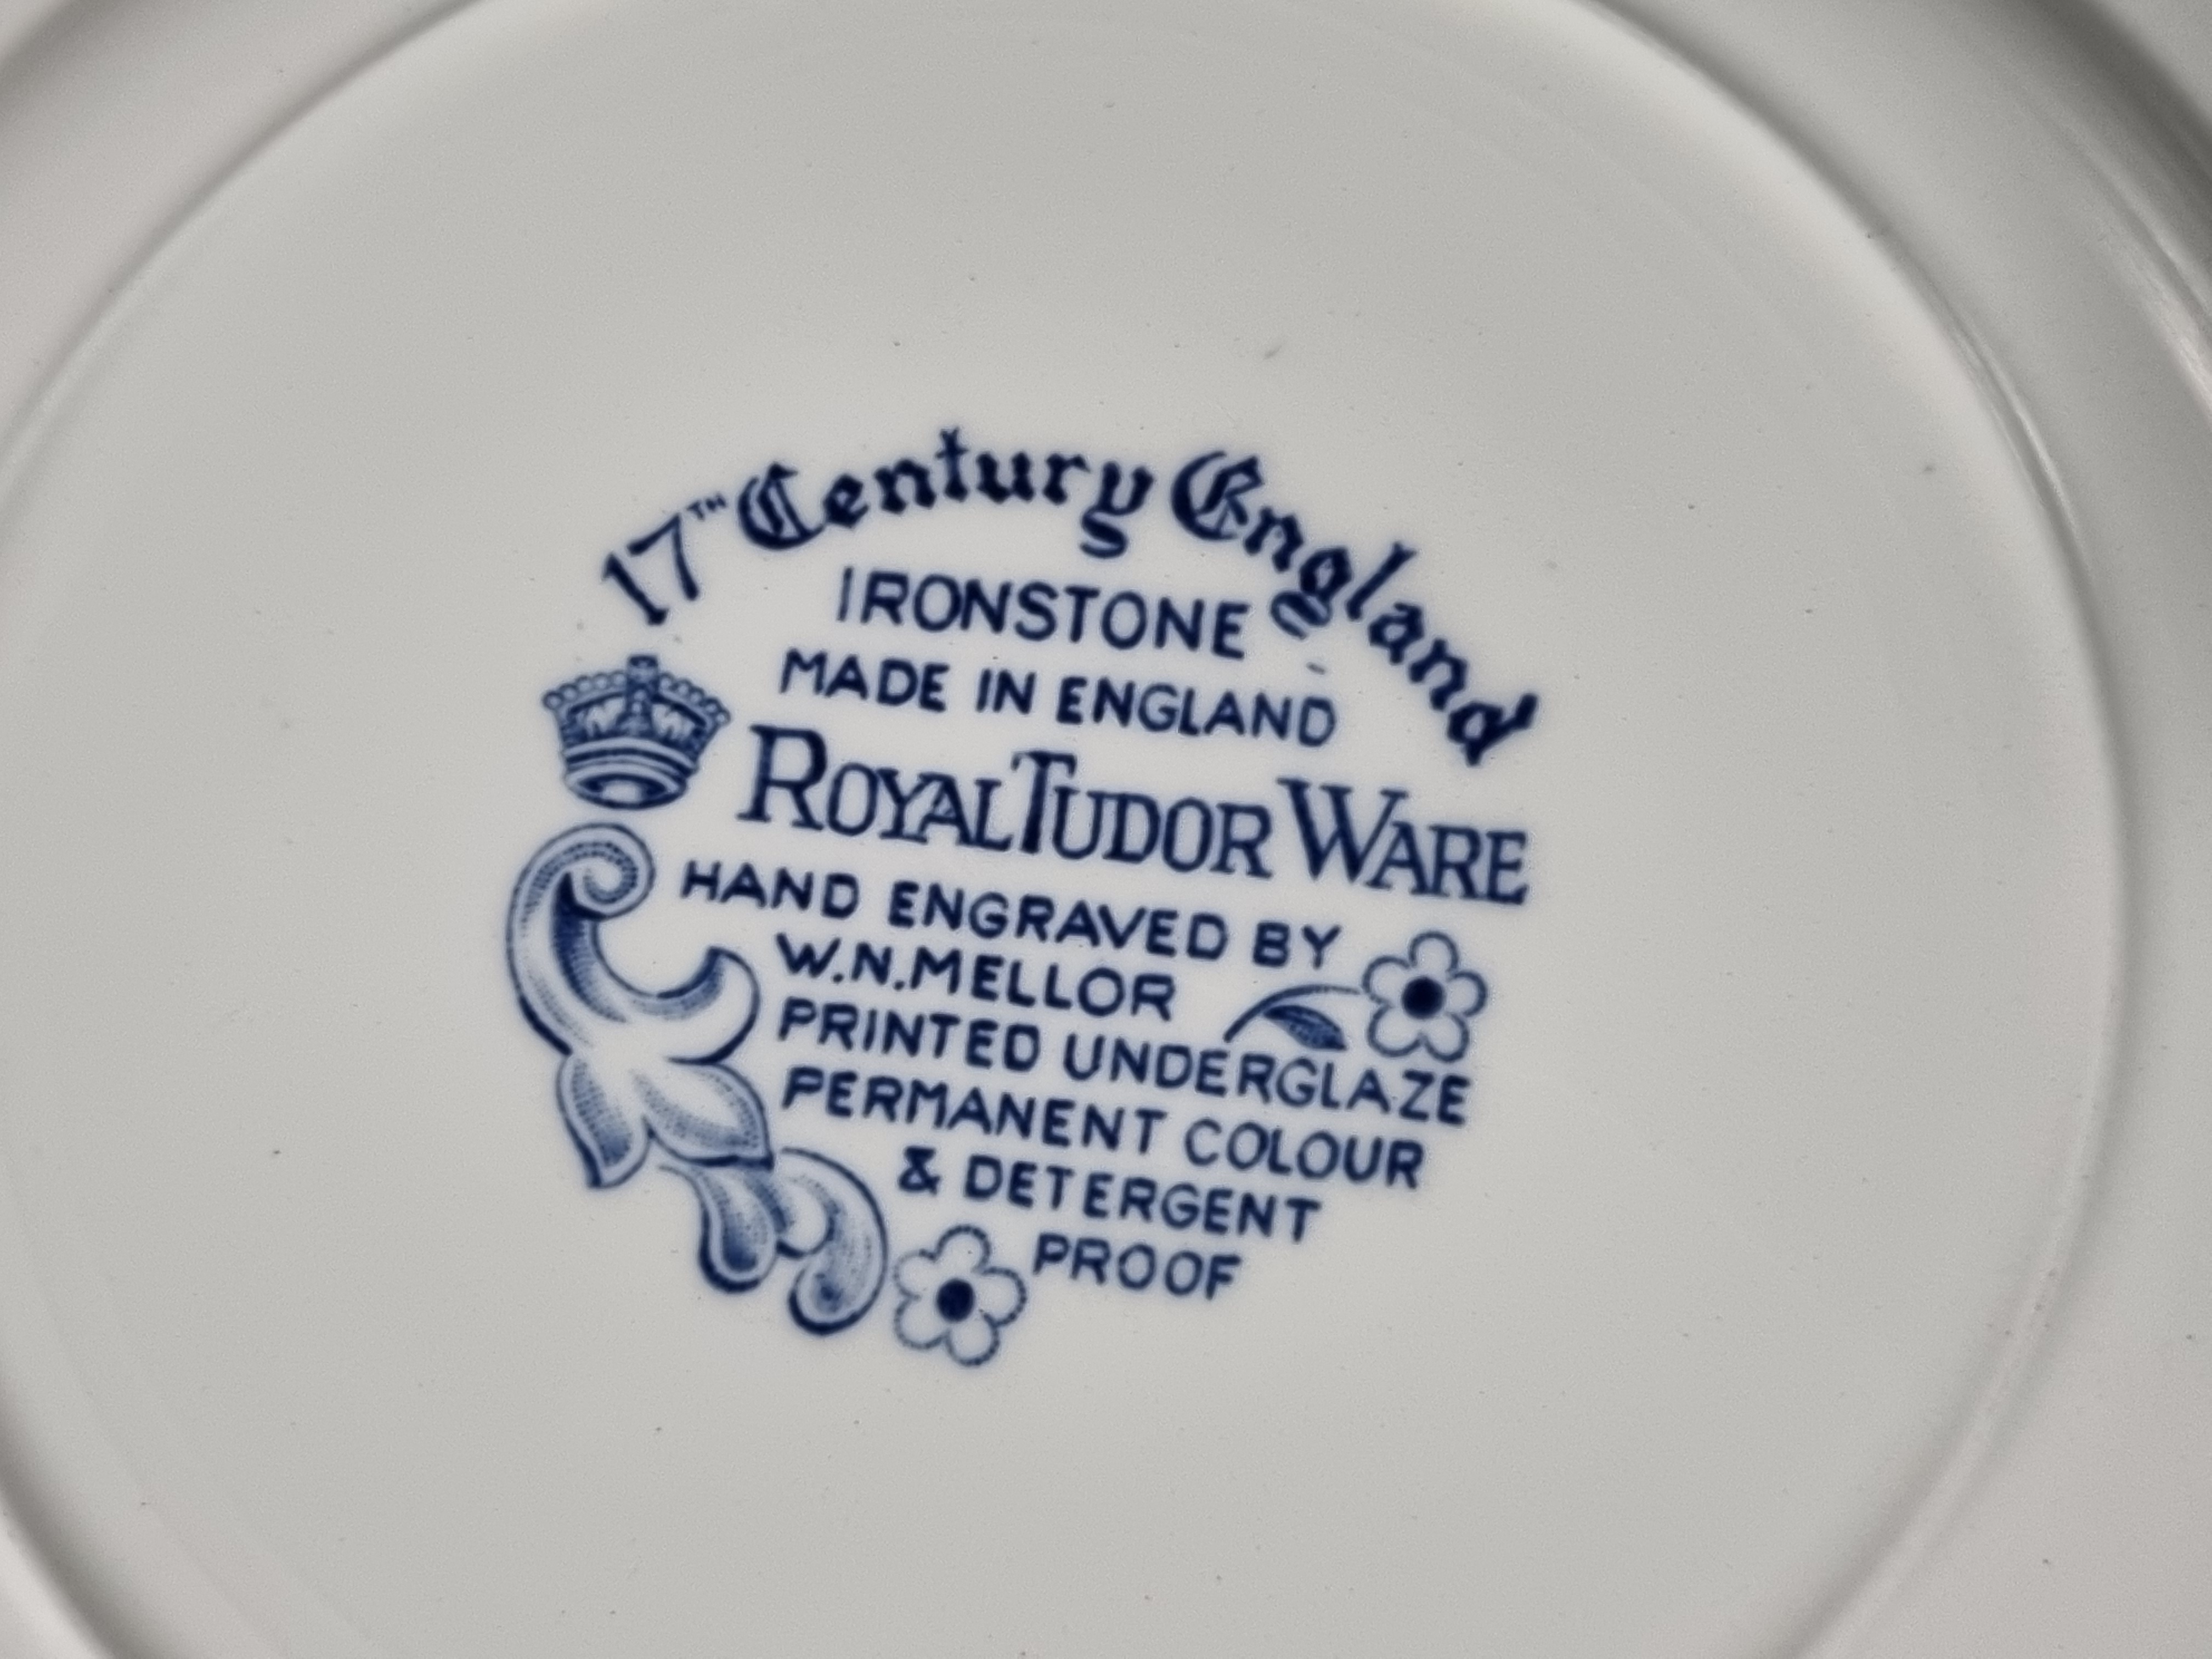 17TH Century England
IRONSTONE
MADE IN ENGLAND
ROYAL TUDOR WARE
HAND ENGRAVED BY
W.N.MELLOR
PRINTED UNDERGLAZE
PERMANENT COLOUR
& DETERGENT
PROOF